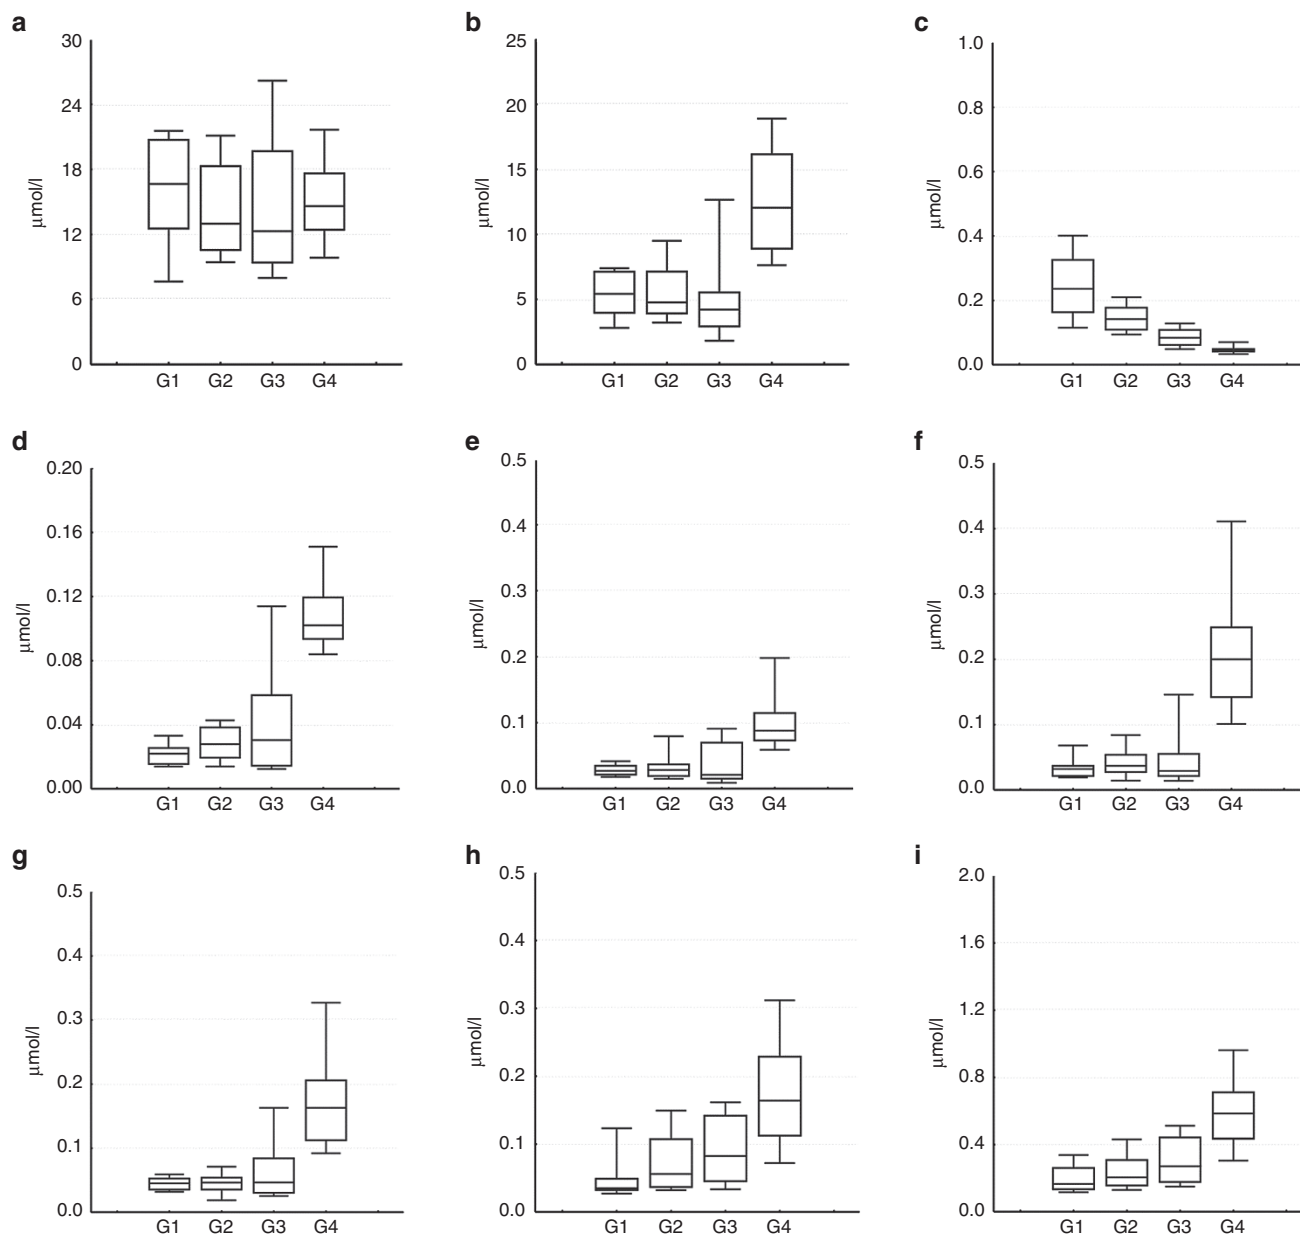 a
30
24
18
12
6
0
μmol/l
G1 G2 G3 G4
b
25
20
15
10
5
0
μmol/l
G1 G2 G3 G4
c
1.0
0.8
0.6
0.4
0.2
0.0
μmol/l
G1 G2 G3 G4
d
0.20
0.16
0.12
0.08
0.04
0.00
μmol/l
G1 G2 G3 G4
e
0.5
0.4
0.3
0.2
0.1
0.0
μmol/l
G1 G2 G3 G4
f
0.5
0.4
0.3
0.2
0.1
0.0
μmol/l
G1 G2 G3 G4
g
0.5
0.4
0.3
0.2
0.1
0.0
μmol/l
G1 G2 G3 G4
h
0.5
0.4
0.3
0.2
0.1
0.0
μmol/l
G1 G2 G3 G4
i
2.0
1.6
1.2
0.8
0.4
0.0
μmol/l
G1 G2 G3 G4